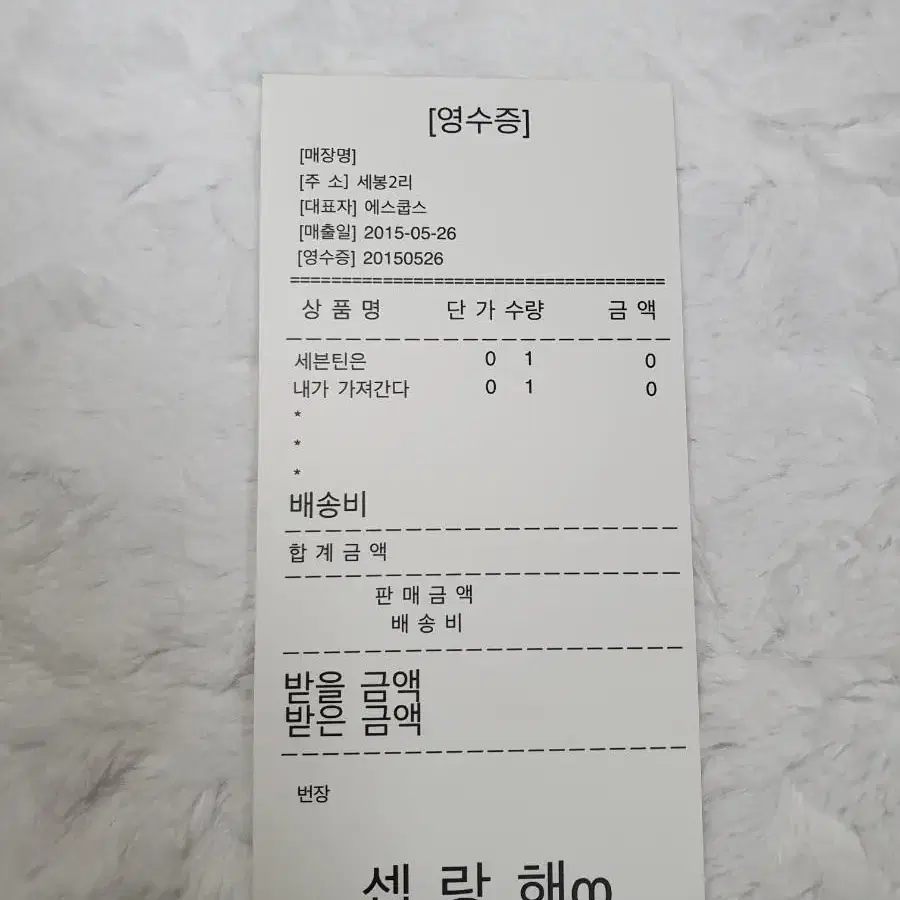 [영수증]
[매장명]
[주 소] 세봉2리
[대표자] 에스쿱스
[매출일] 2015-05-26
[영수증] 20150526
======================================
상 품 명 단 가 수량 금 액
세븐틴은 0 1 0
내가 가져간다 0 1 0
*
*
*
배송비
합 계 금 액
판 매 금 액
배 송 비
받을 금액
받은 금액
번장
셉 랑 해ო